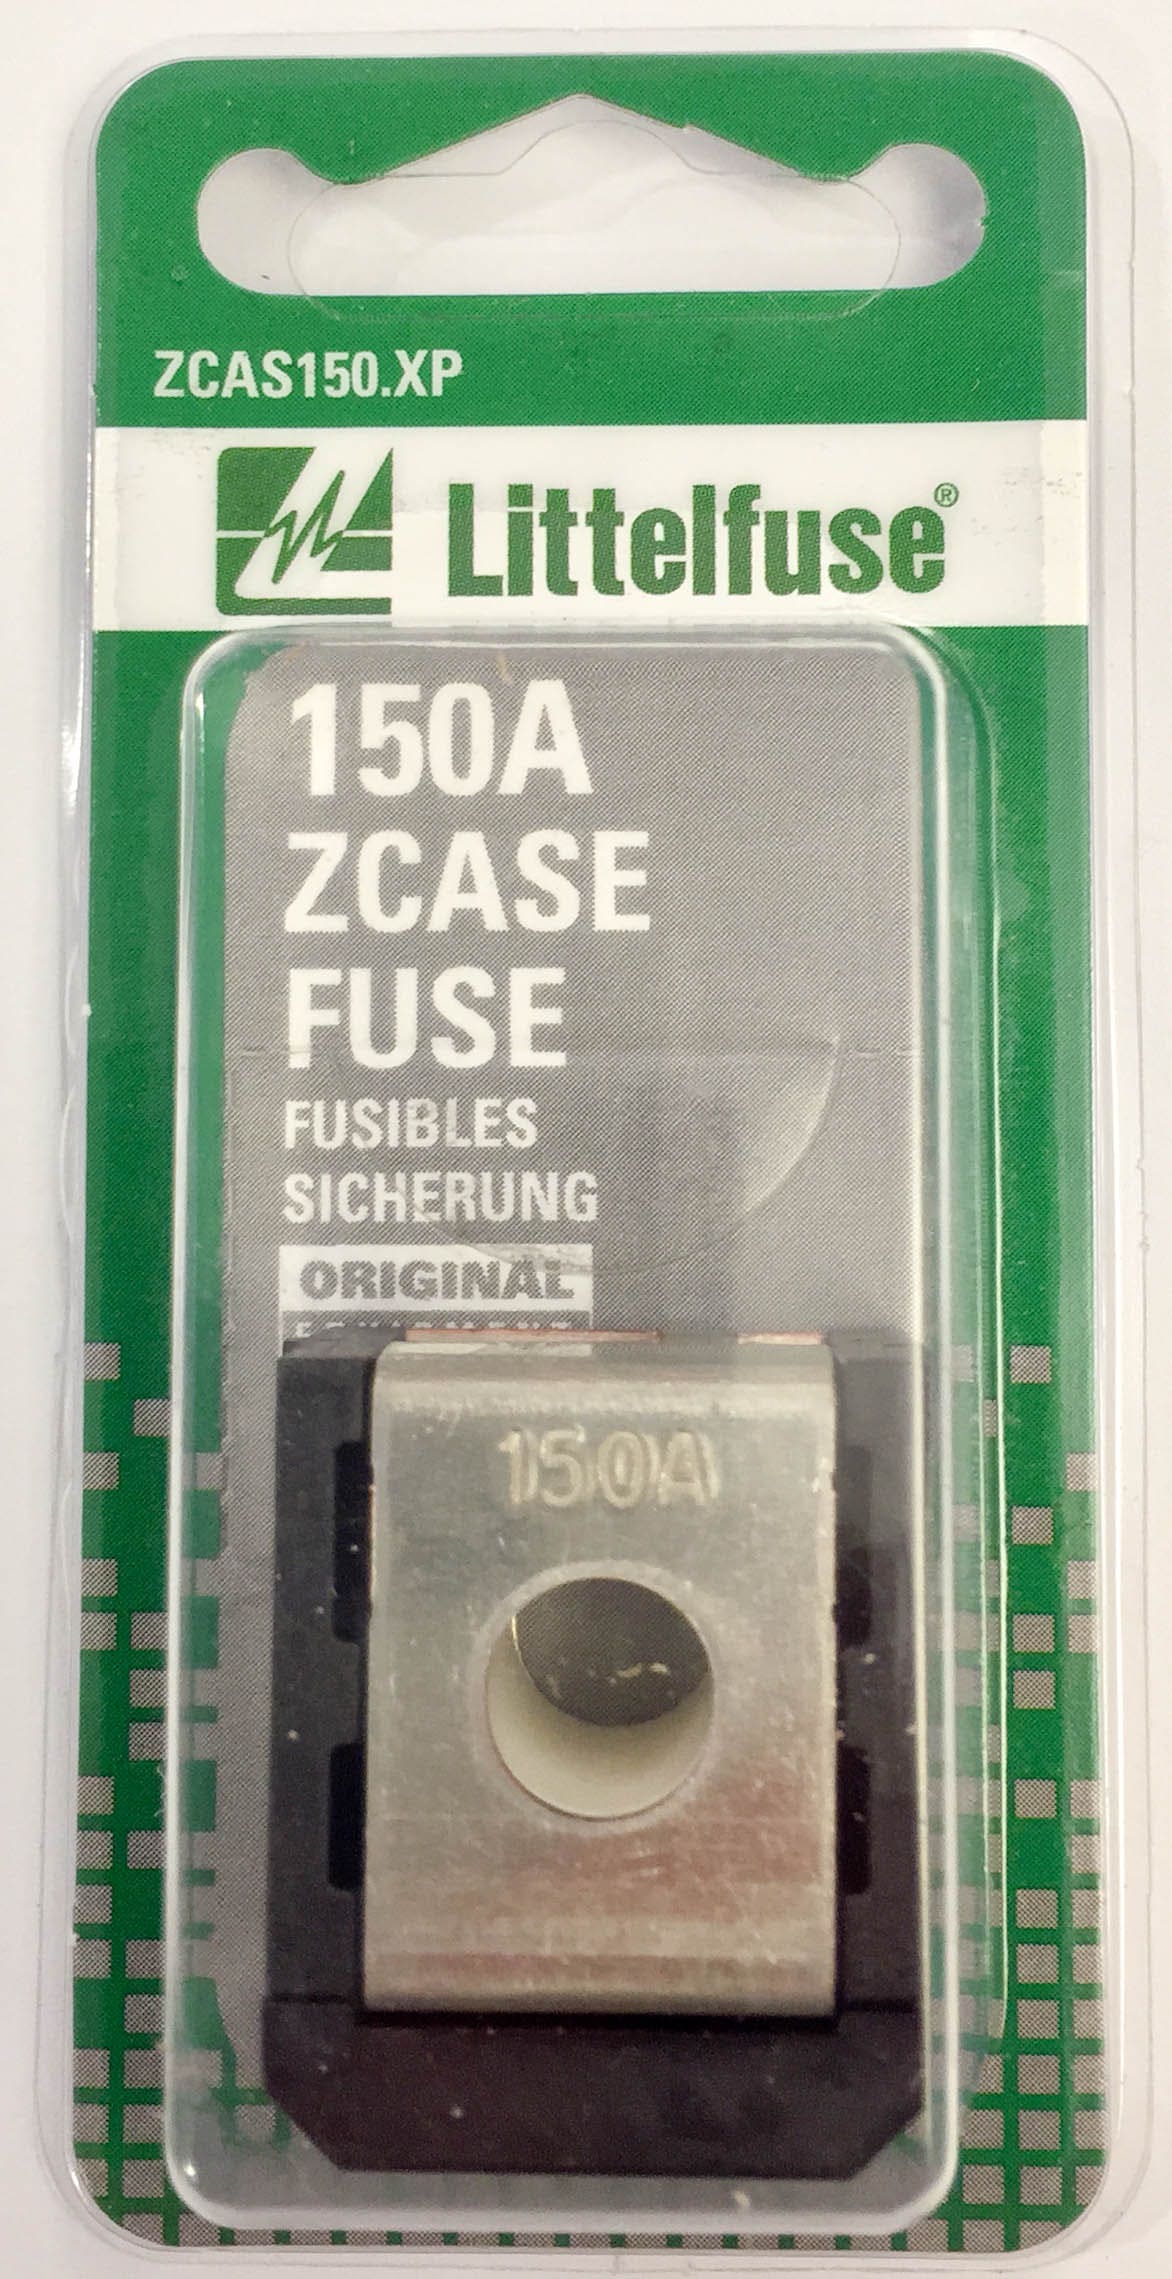 ZCAS150.XP
Littelfuse®
150A
ZCASE
FUSE
FUSIBLES
SICHERUNG
ORIGINAL
150A